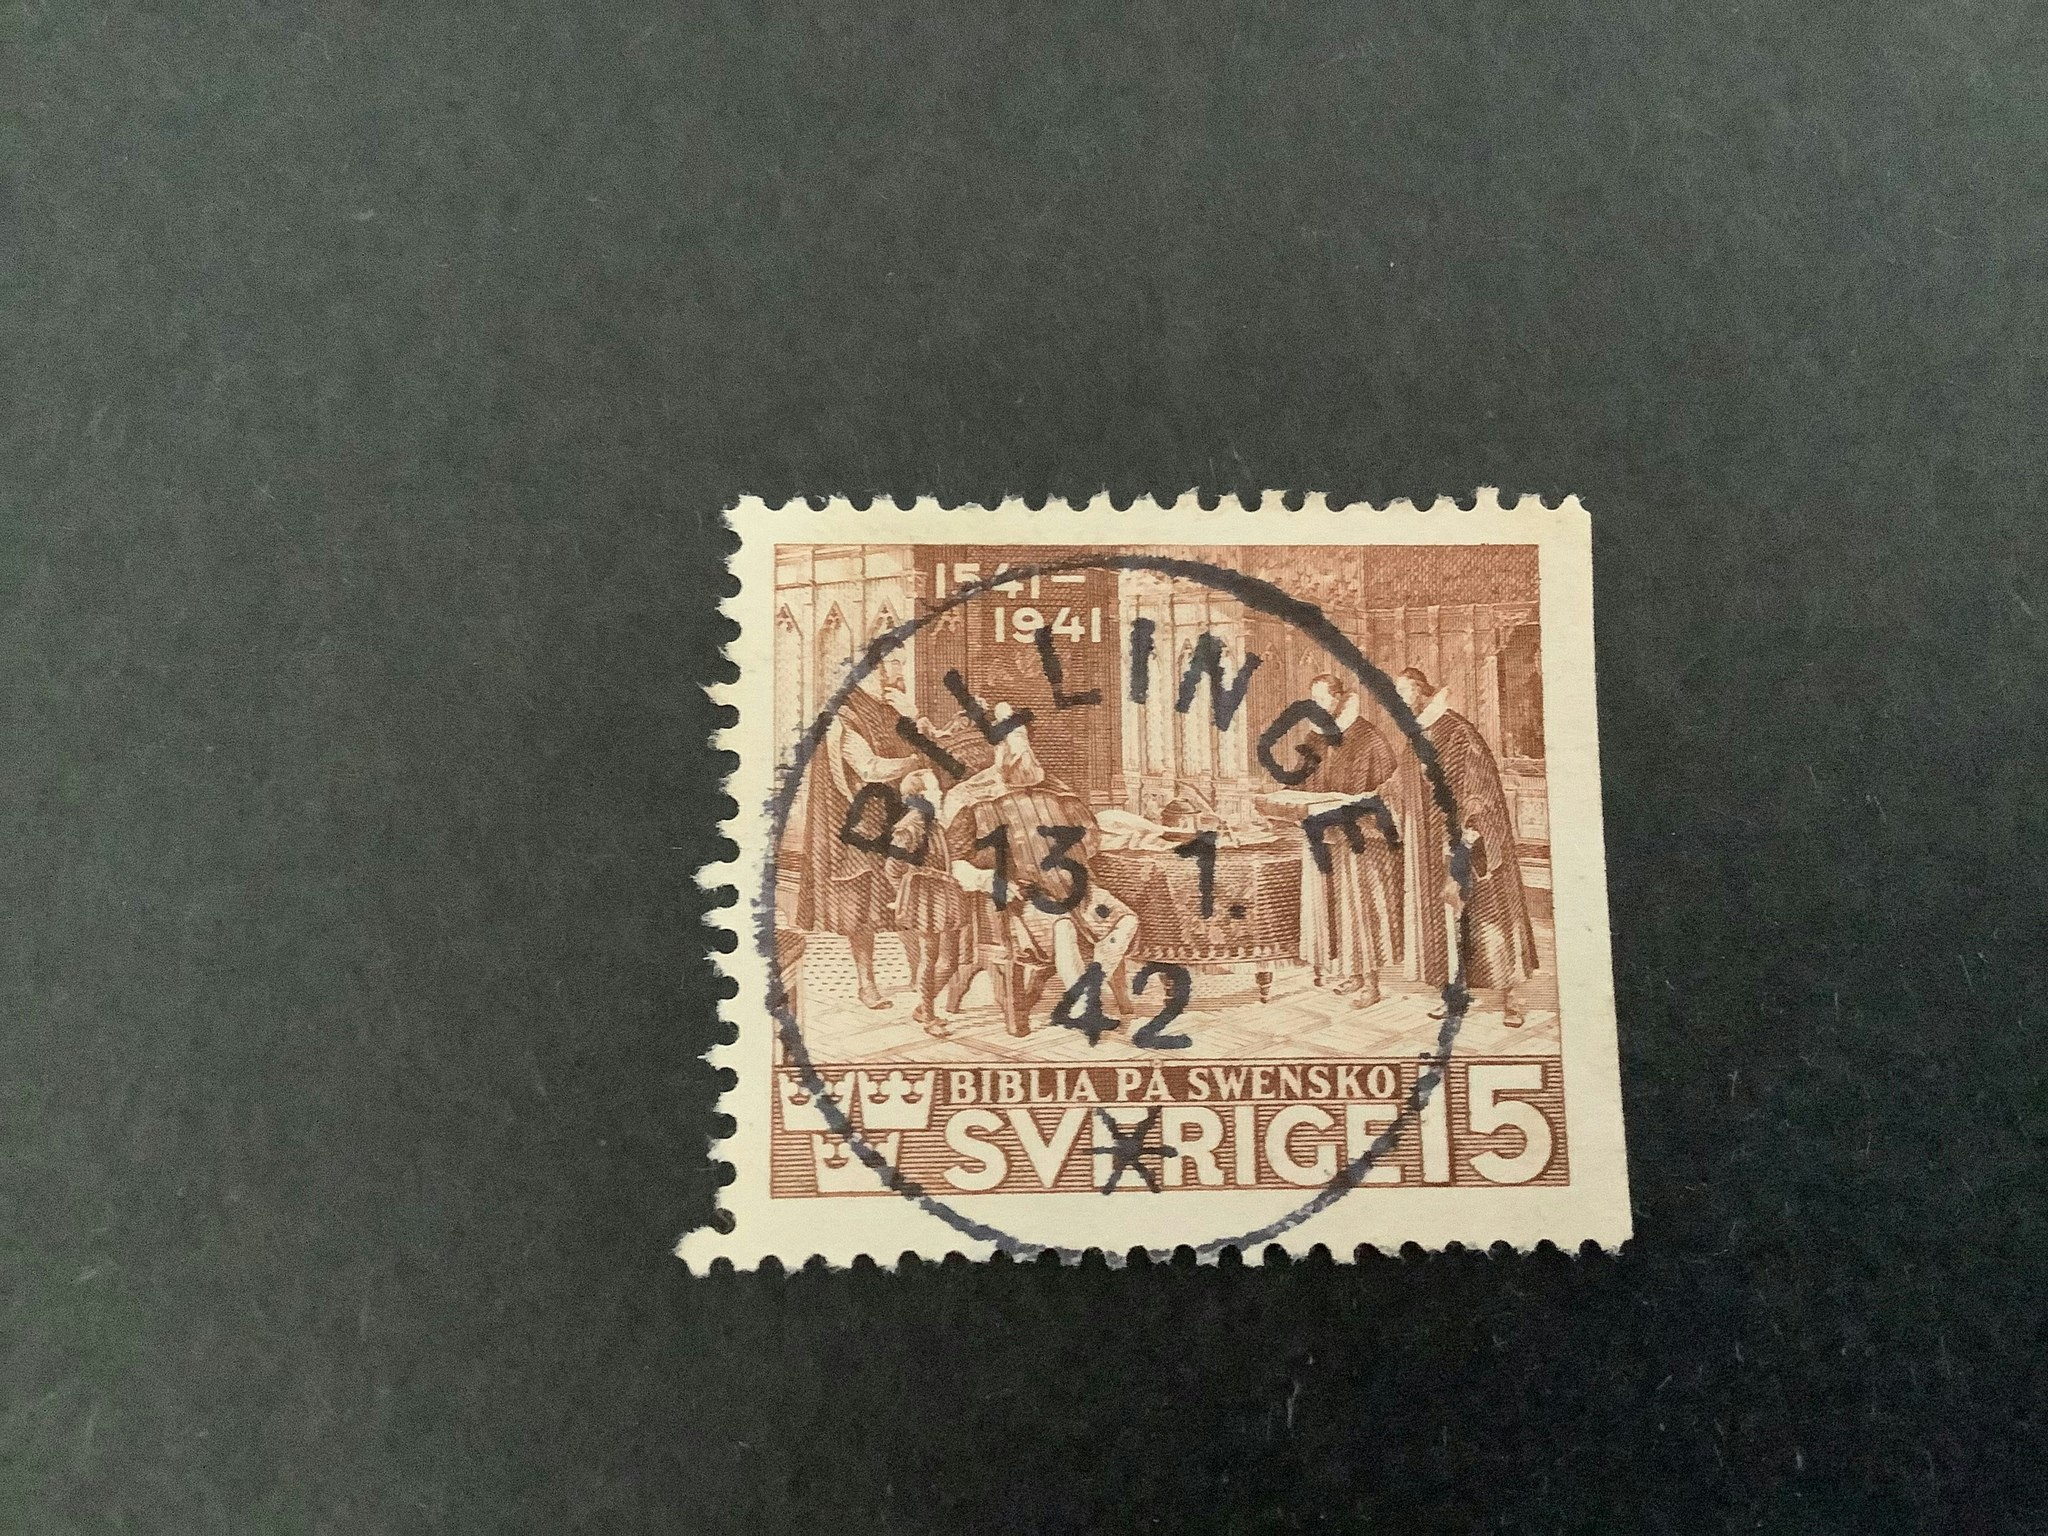 1541-
1941
BILLINGE
13. 1.
42
BIBLIA PÅ SWENSKO
SVERIGE 15